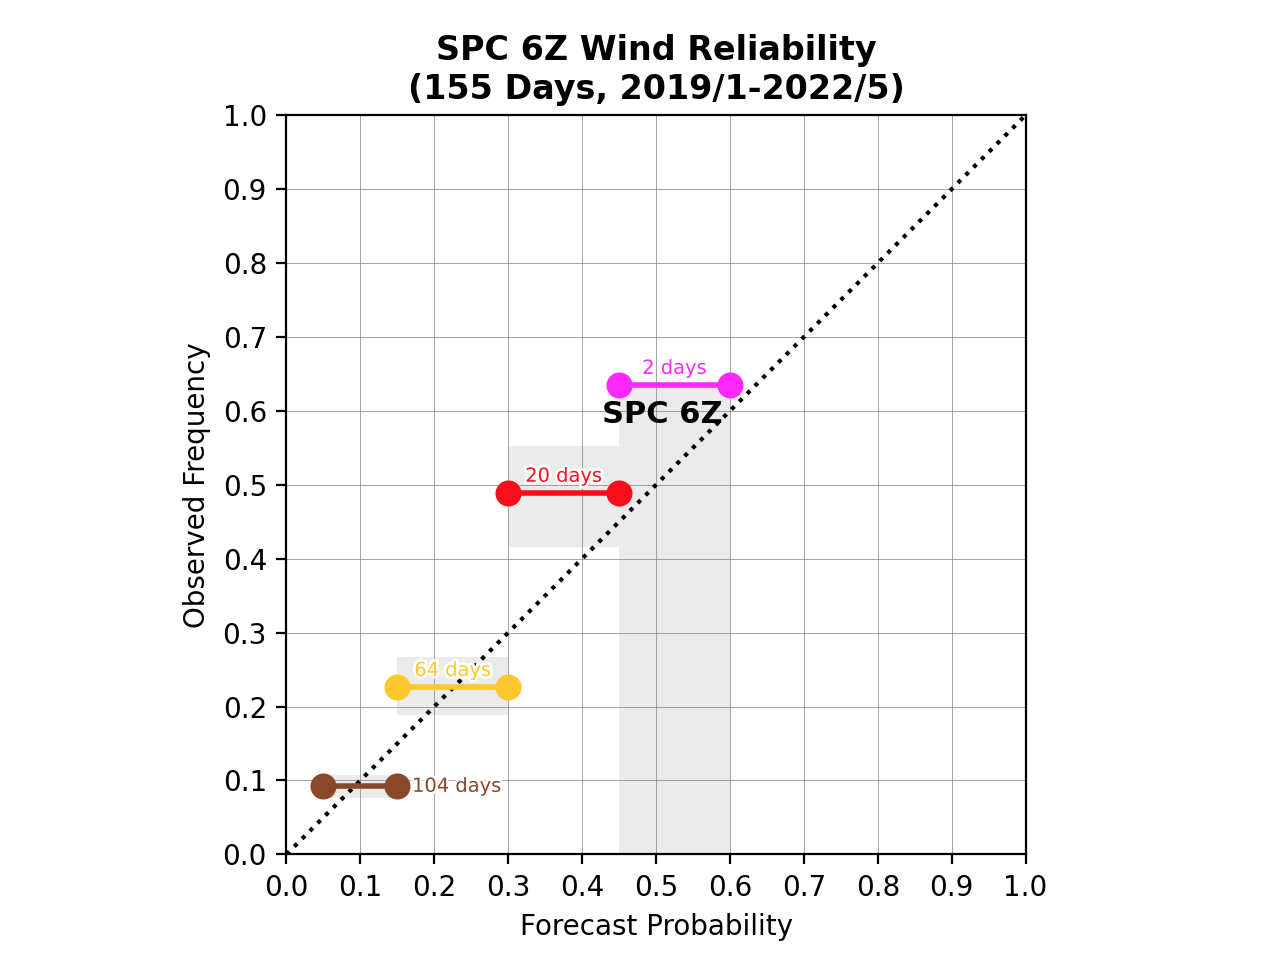 SPC 6Z Wind Reliability
(155 Days, 2019/1-2022/5)
1.0
0.9
0.8
0.7
0.6
0.5
0.4
0.3
0.2
0.1
0.0
Observed Frequency
2 days
SPC 6Z
20 days
64 days
104 days
0.0 0.1 0.2 0.3 0.4 0.5 0.6 0.7 0.8 0.9 1.0
Forecast Probability